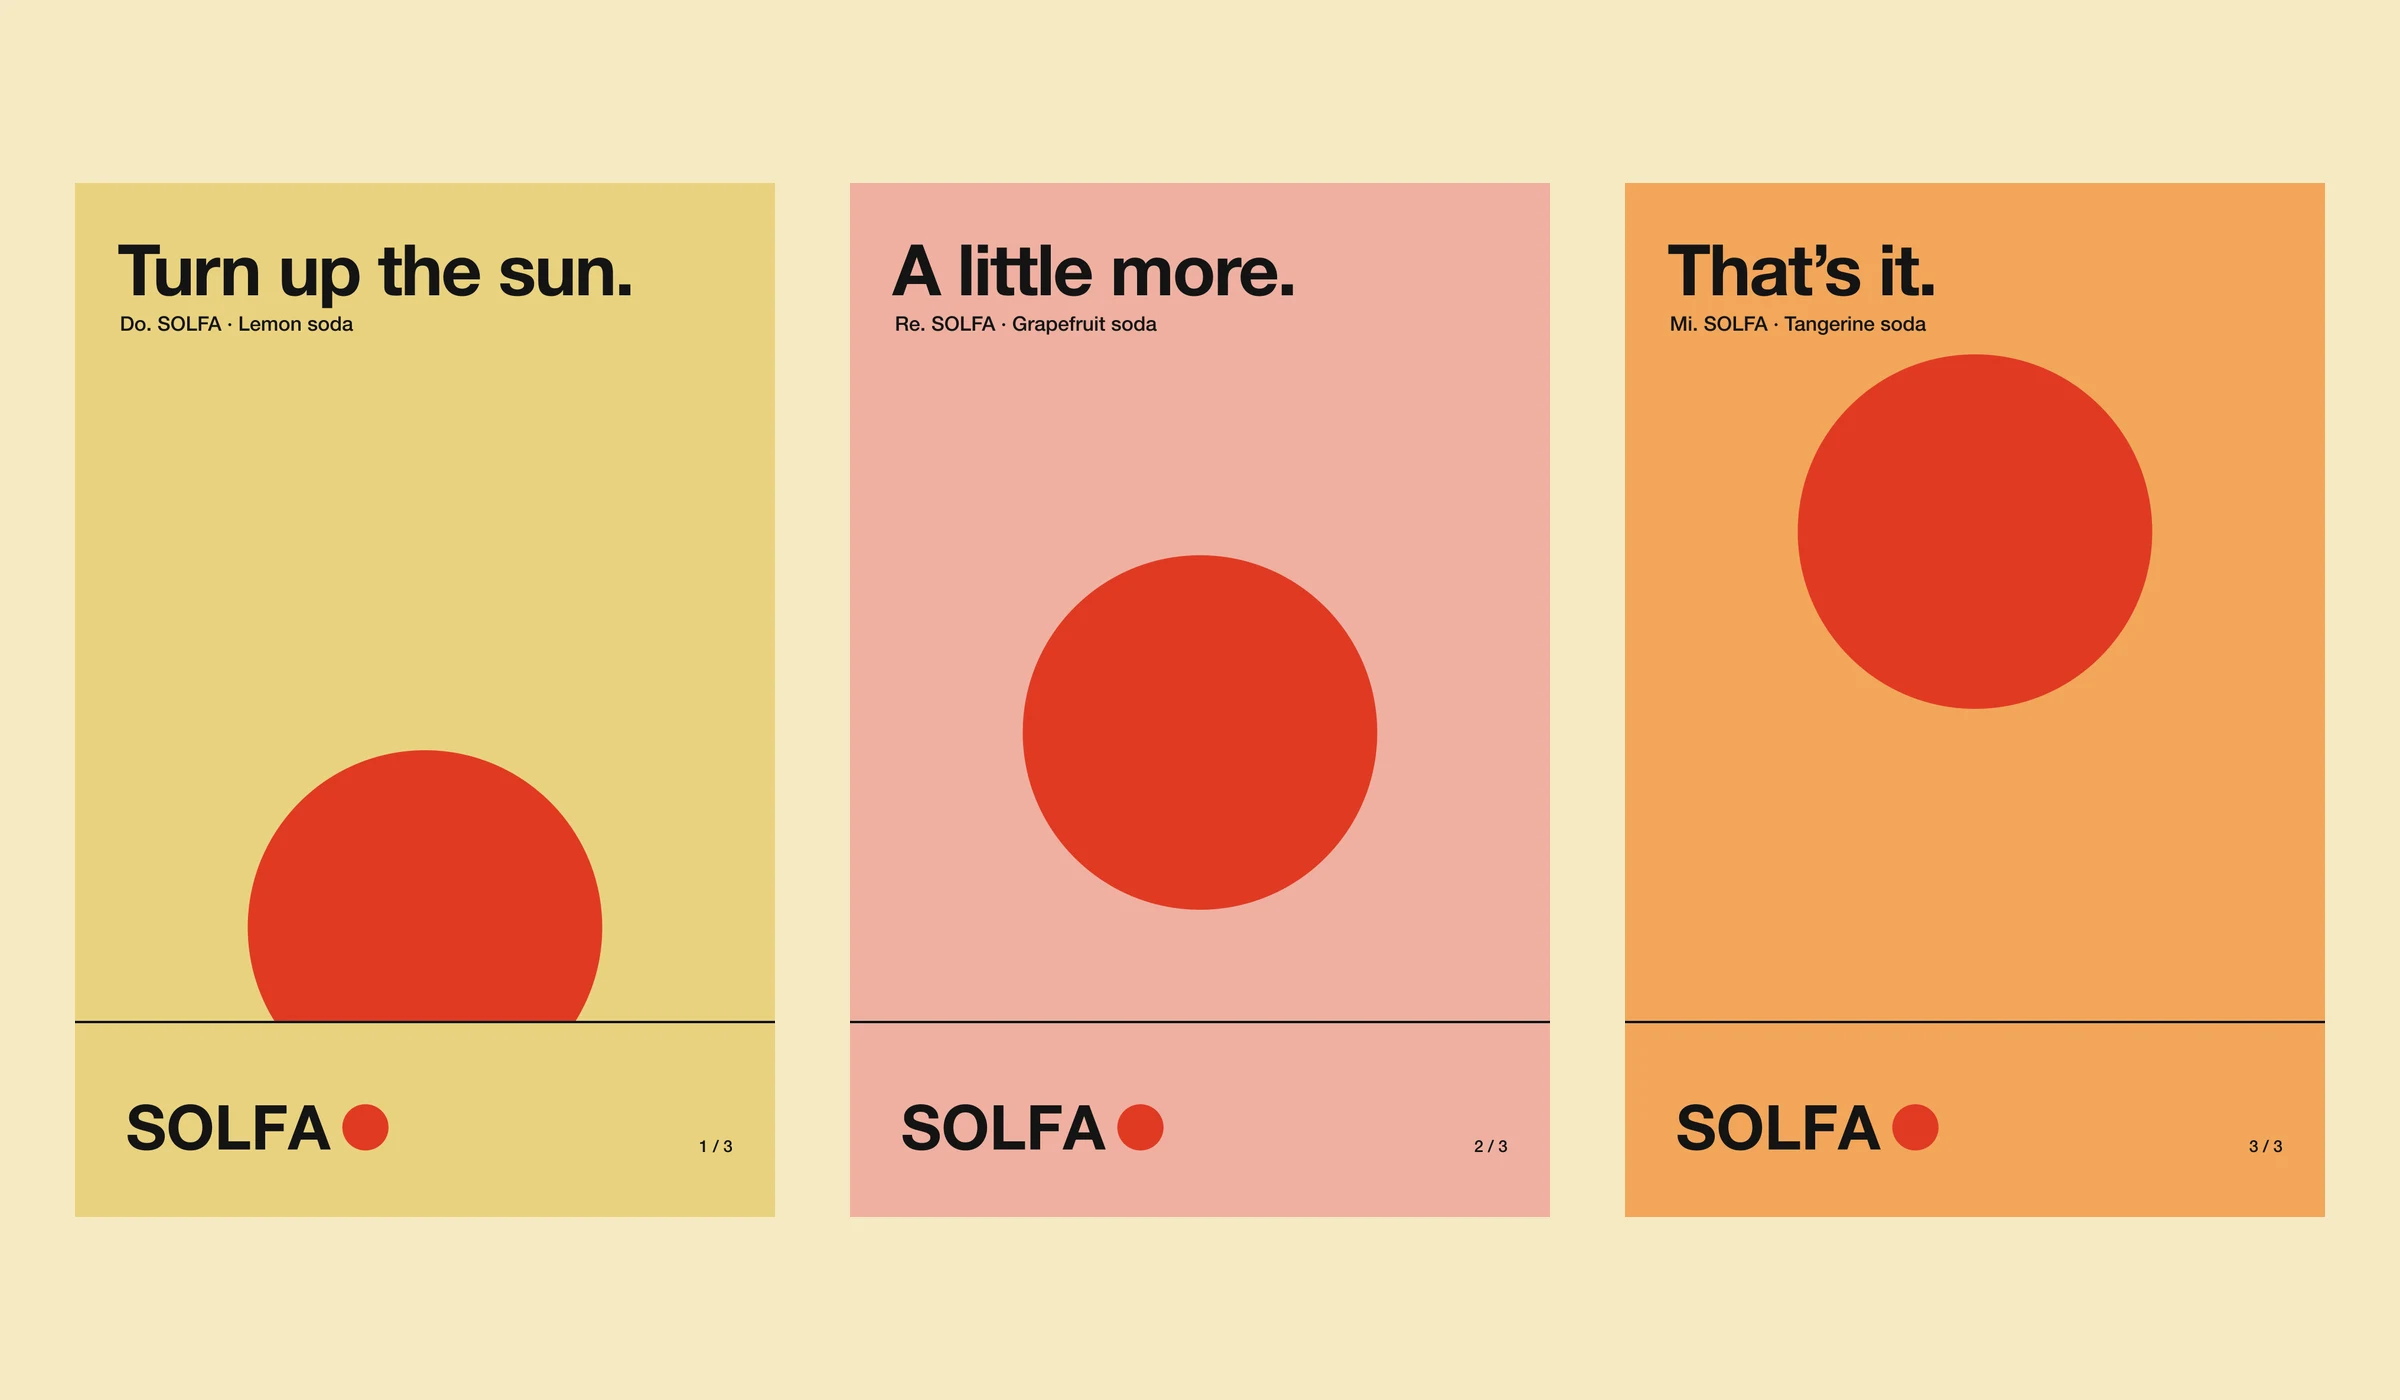 Turn up the sun.
Do. SOLFA · Lemon soda
SOLFA
1 / 3
A little more.
Re. SOLFA · Grapefruit soda
SOLFA
2 / 3
That’s it.
Mi. SOLFA · Tangerine soda
SOLFA
3 / 3